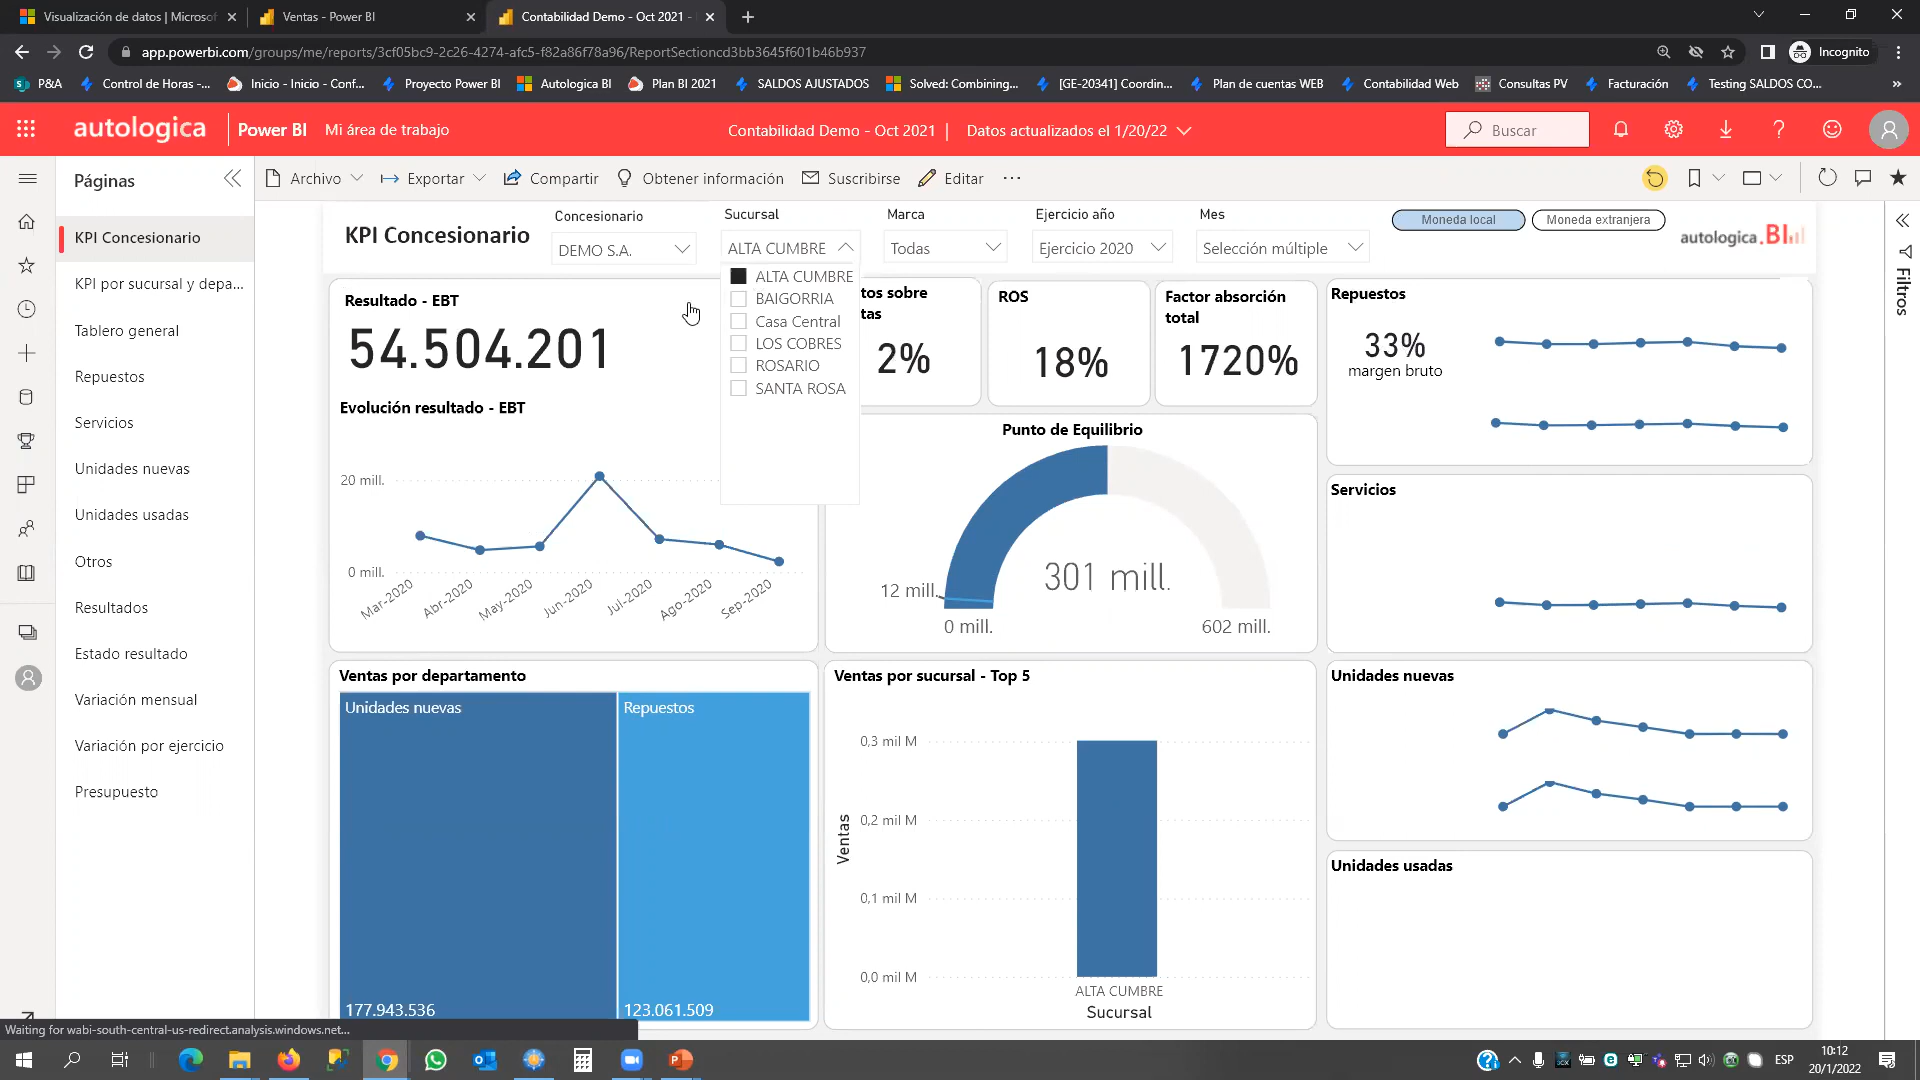 Visualización de datos | Microsof
Ventas - Power BI
Contabilidad Demo - Oct 2021 -
app.powerbi.com/groups/me/reports/3cf05bc9-2c26-4274-afc5-f82a86f78a96/ReportSectioncd3bb3645f601b46b937
Incognito
P&A
Control de Horas -...
Inicio - Inicio - Conf...
Proyecto Power BI
Autologica BI
Plan BI 2021
SALDOS AJUSTADOS
Solved: Combining...
[GE-20341] Coordin...
Plan de cuentas WEB
Contabilidad Web
Consultas PV
Facturación
Testing SALDOS CO...
autologica
Power BI
Mi área de trabajo
Contabilidad Demo - Oct 2021 | Datos actualizados el 1/20/22
Buscar
Páginas
Archivo
Exportar
Compartir
Obtener información
Suscribirse
Editar
KPI Concesionario
KPI por sucursal y depa...
Tablero general
Repuestos
Servicios
Unidades nuevas
Unidades usadas
Otros
Resultados
Estado resultado
Variación mensual
Variación por ejercicio
Presupuesto
KPI Concesionario
Concesionario
DEMO S.A.
Sucursal
ALTA CUMBRE
Marca
Todas
Ejercicio año
Ejercicio 2020
Mes
Selección múltiple
Moneda local
Moneda extranjera
autologica.BI
Filtros
ALTA CUMBRE
BAIGORRIA
Casa Central
LOS COBRES
ROSARIO
SANTA ROSA
Resultado - EBT
54.504.201
Evolución resultado - EBT
20 mill.
0 mill.
Mar-2020
Abr-2020
May-2020
Jun-2020
Jul-2020
Ago-2020
Sep-2020
tos sobre
tas
2%
ROS
18%
Factor absorción
total
1720%
Punto de Equilibrio
12 mill.
301 mill.
0 mill.
602 mill.
Repuestos
33%
margen bruto
Servicios
Unidades nuevas
Unidades usadas
Ventas por departamento
Unidades nuevas
177.943.536
Repuestos
123.061.509
Ventas por sucursal - Top 5
Ventas
0,3 mil M
0,2 mil M
0,1 mil M
0,0 mil M
ALTA CUMBRE
Sucursal
Waiting for wabi-south-central-us-redirect.analysis.windows.net...
ESP
10:12
20/1/2022